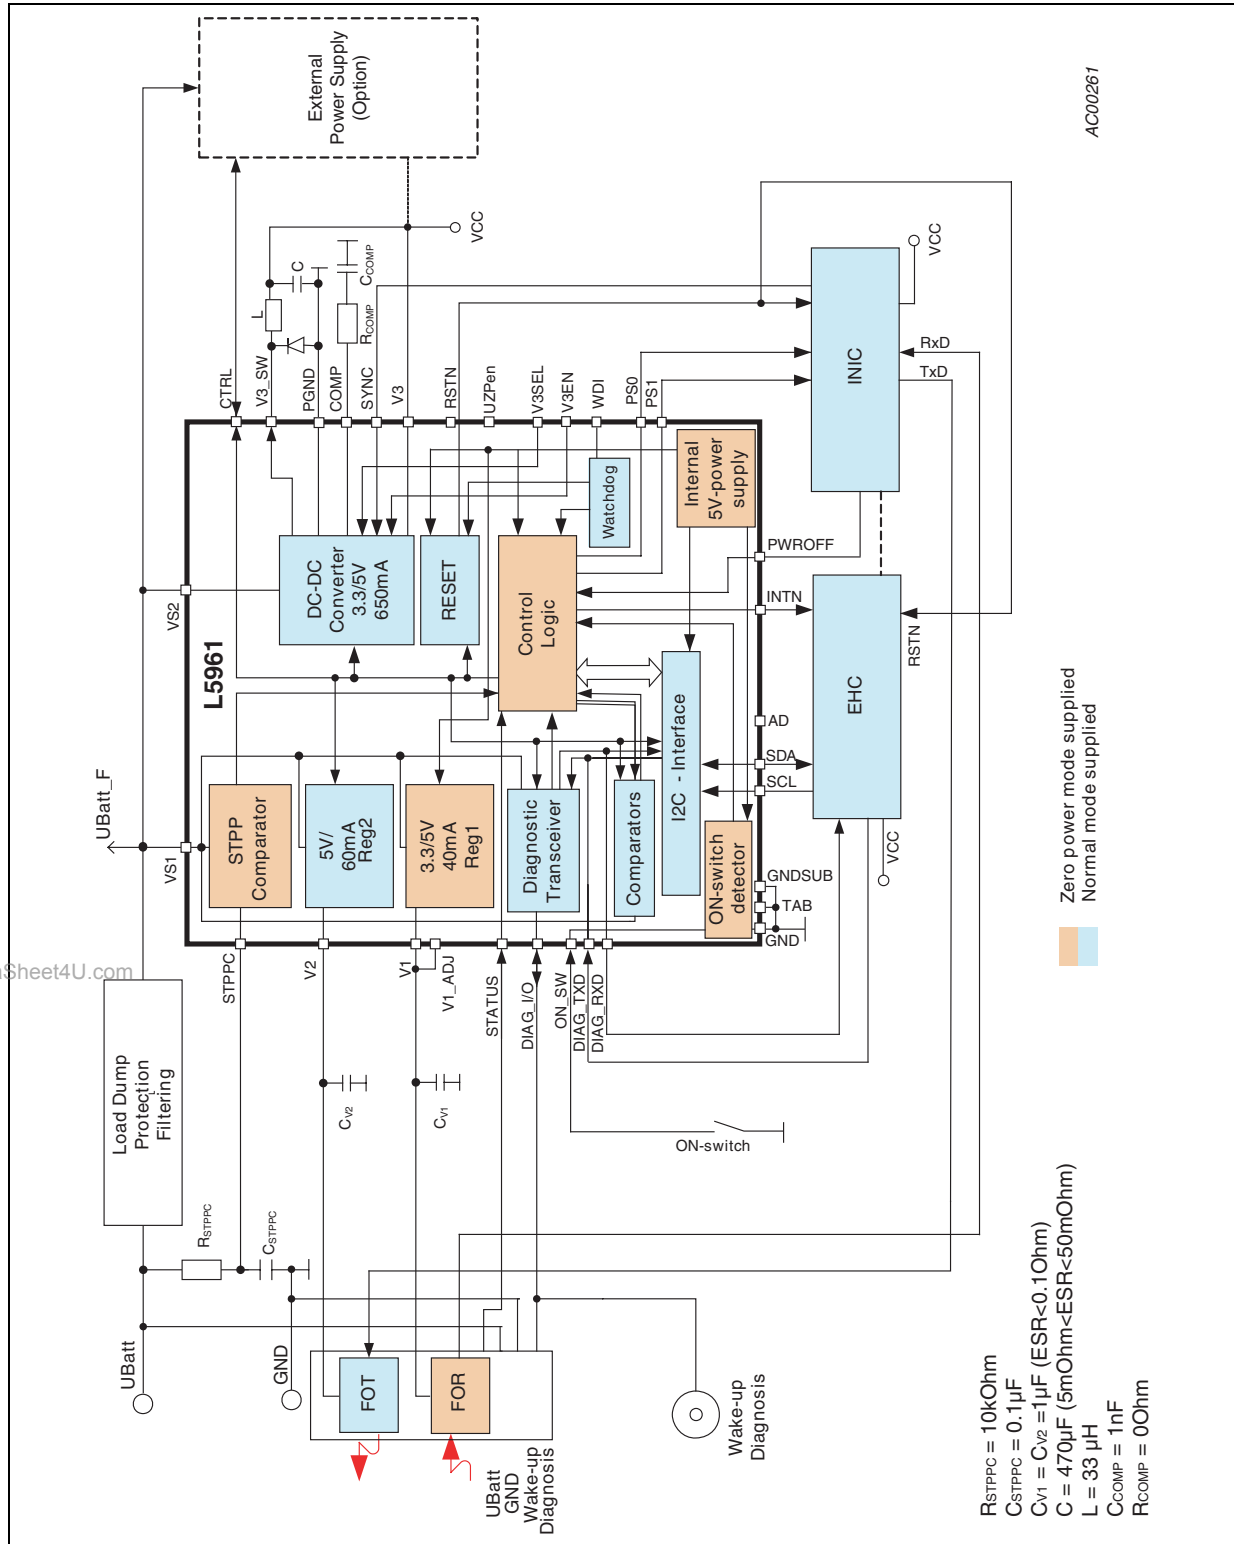 External
Power Supply
(Option)
AC00261
UBatt_F
VCC
L
C
CCOMP
RCOMP
CTRL
V3_SW
PGND
COMP
SYNC
V3
RSTN
UZPen
V3SEL
V3EN
WDI
PS0
PS1
INIC
VCC
RxD
TxD
VS2
L5961
DC-DC
Converter
3.3/5V
650mA
RESET
Control
Logic
Watchdog
Internal
5V-power
supply
PWROFF
INTN
RSTN
EHC
AD
SDA
SCL
VCC
VS1
STPP
Comparator
5V/
60mA
Reg2
3.3/5V
40mA
Reg1
Diagnostic
Transceiver
Comparators
I2C - Interface
ON-switch
detector
GNDSUB
TAB
GND
Zero power mode supplied
Normal mode supplied
aSheet4U.com
STPPC
V2
V1
V1_ADJ
STATUS
DIAG_I/O
ON_SW
DIAG_TXD
DIAG_RXD
Load Dump
Protection
L
Filtering
CV2
CV1
ON-switch
RSTPPC
CSTPPC
UBatt
GND
FOT
FOR
UBatt
GND
Wake-up
Diagnosis
Wake-up
Diagnosis
RSTPPC = 10kOhm
CSTPPC = 0.1µF
CV1 = CV2 =1µF (ESR<0.1Ohm)
C = 470µF (5mOhm<ESR<50mOhm)
L = 33 µH
CCOMP = 1nF
RCOMP = 0Ohm